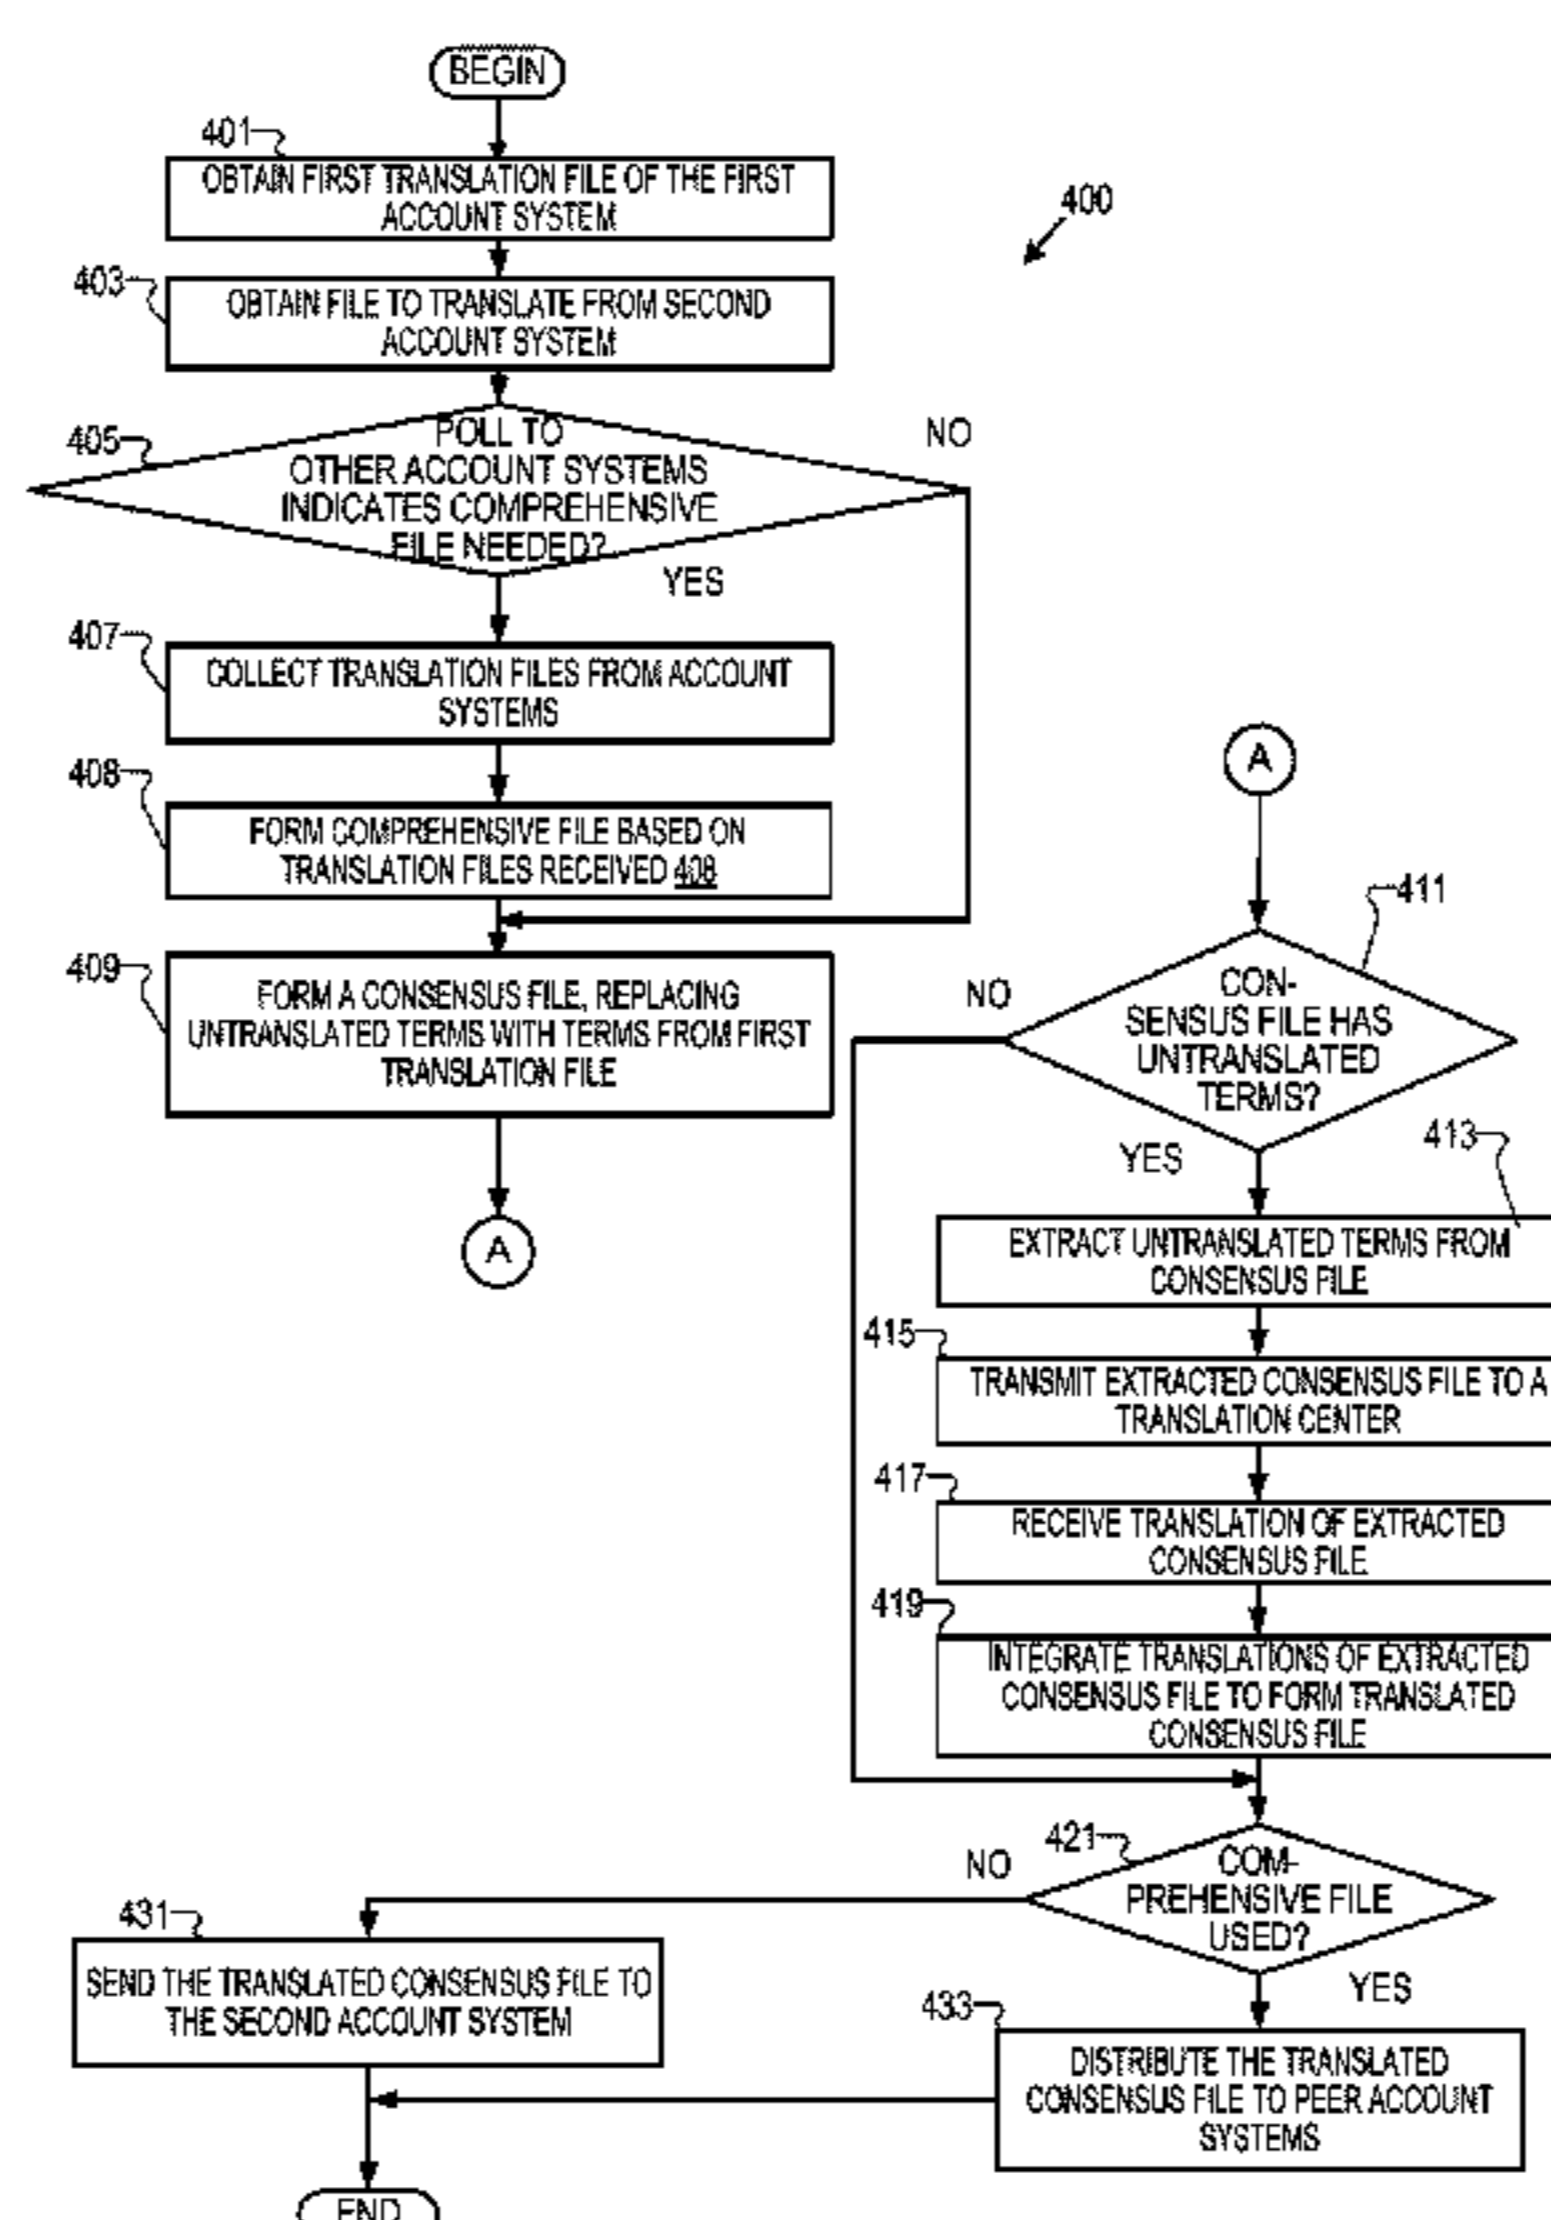 BEGIN
401
OBTAIN FIRST TRANSLATION FILE OF THE FIRST
ACCOUNT SYSTEM
400
403
OBTAIN FILE TO TRANSLATE FROM SECOND
ACCOUNT SYSTEM
405
POLL TO
OTHER ACCOUNT SYSTEMS
INDICATES COMPREHENSIVE
FILE NEEDED?
NO
YES
407
COLLECT TRANSLATION FILES FROM ACCOUNT
SYSTEMS
408
FORM COMPREHENSIVE FILE BASED ON
TRANSLATION FILES RECEIVED 408
409
FORM A CONSENSUS FILE, REPLACING
UNTRANSLATED TERMS WITH TERMS FROM FIRST
TRANSLATION FILE
A
A
411
CON-
SENSUS FILE HAS
UNTRANSLATED
TERMS?
NO
YES
413
EXTRACT UNTRANSLATED TERMS FROM
CONSENSUS FILE
415
TRANSMIT EXTRACTED CONSENSUS FILE TO A
TRANSLATION CENTER
417
RECEIVE TRANSLATION OF EXTRACTED
CONSENSUS FILE
419
INTEGRATE TRANSLATIONS OF EXTRACTED
CONSENSUS FILE TO FORM TRANSLATED
CONSENSUS FILE
421
COM-
PREHENSIVE FILE
USED?
NO
YES
431
SEND THE TRANSLATED CONSENSUS FILE TO
THE SECOND ACCOUNT SYSTEM
433
DISTRIBUTE THE TRANSLATED
CONSENSUS FILE TO PEER ACCOUNT
SYSTEMS
END